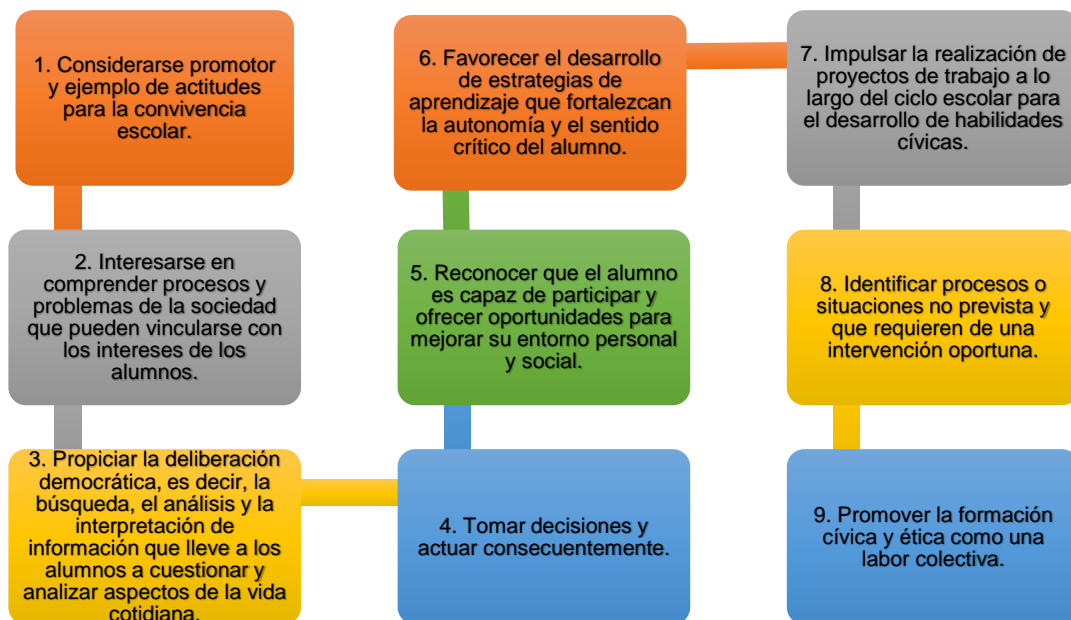 1. Considerarse promotor
y ejemplo de actitudes
para la convivencia
escolar.
2. Interesarse en
comprender procesos y
problemas de la sociedad
que pueden vincularse con
los intereses de los
alumnos.
3. Propiciar la deliberación
democrática, es decir, la
búsqueda, el análisis y la
interpretación de
información que lleve a los
alumnos a cuestionar y
analizar aspectos de la vida
cotidiana.
4. Tomar decisiones y
actuar consecuentemente.
5. Reconocer que el alumno
es capaz de participar y
ofrecer oportunidades para
mejorar su entorno personal
y social.
6. Favorecer el desarrollo
de estrategias de
aprendizaje que fortalezcan
la autonomía y el sentido
crítico del alumno.
7. Impulsar la realización de
proyectos de trabajo a lo
largo del ciclo escolar para
el desarrollo de habilidades
cívicas.
8. Identificar procesos o
situaciones no prevista y
que requieren de una
intervención oportuna.
9. Promover la formación
cívica y ética como una
labor colectiva.